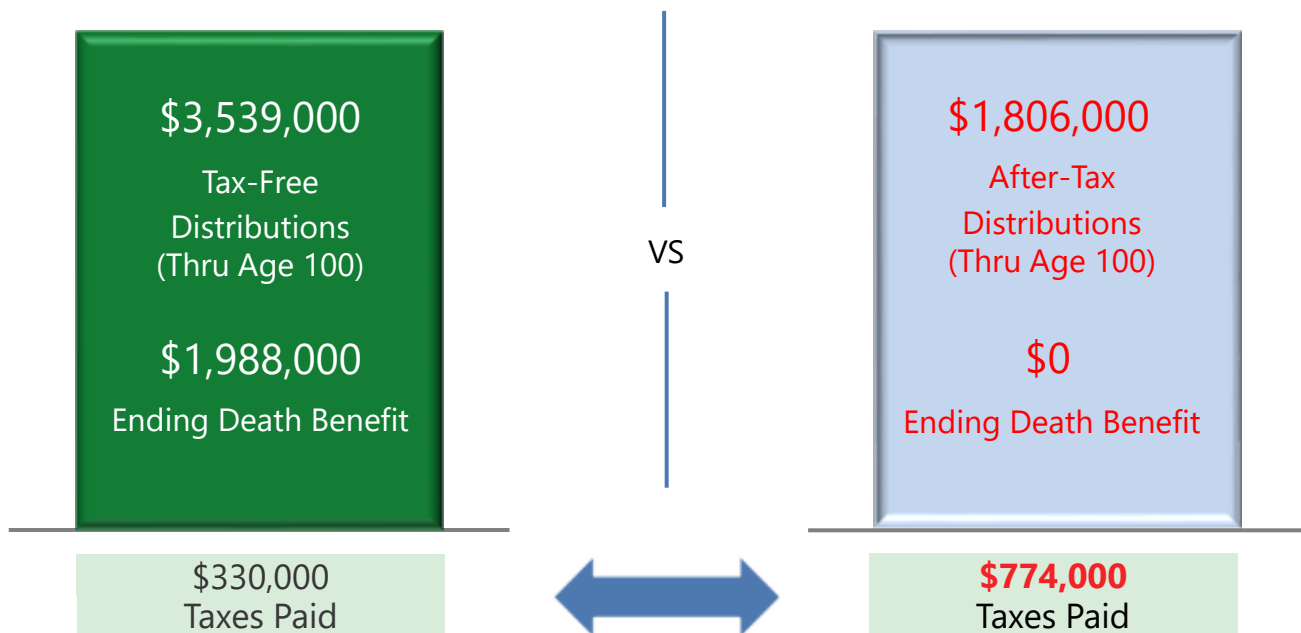 $3,539,000
Tax-Free
Distributions
(Thru Age 100)
$1,988,000
Ending Death Benefit
$330,000
Taxes Paid
VS
$1,806,000
After-Tax
Distributions
(Thru Age 100)
$0
Ending Death Benefit
$774,000
Taxes Paid